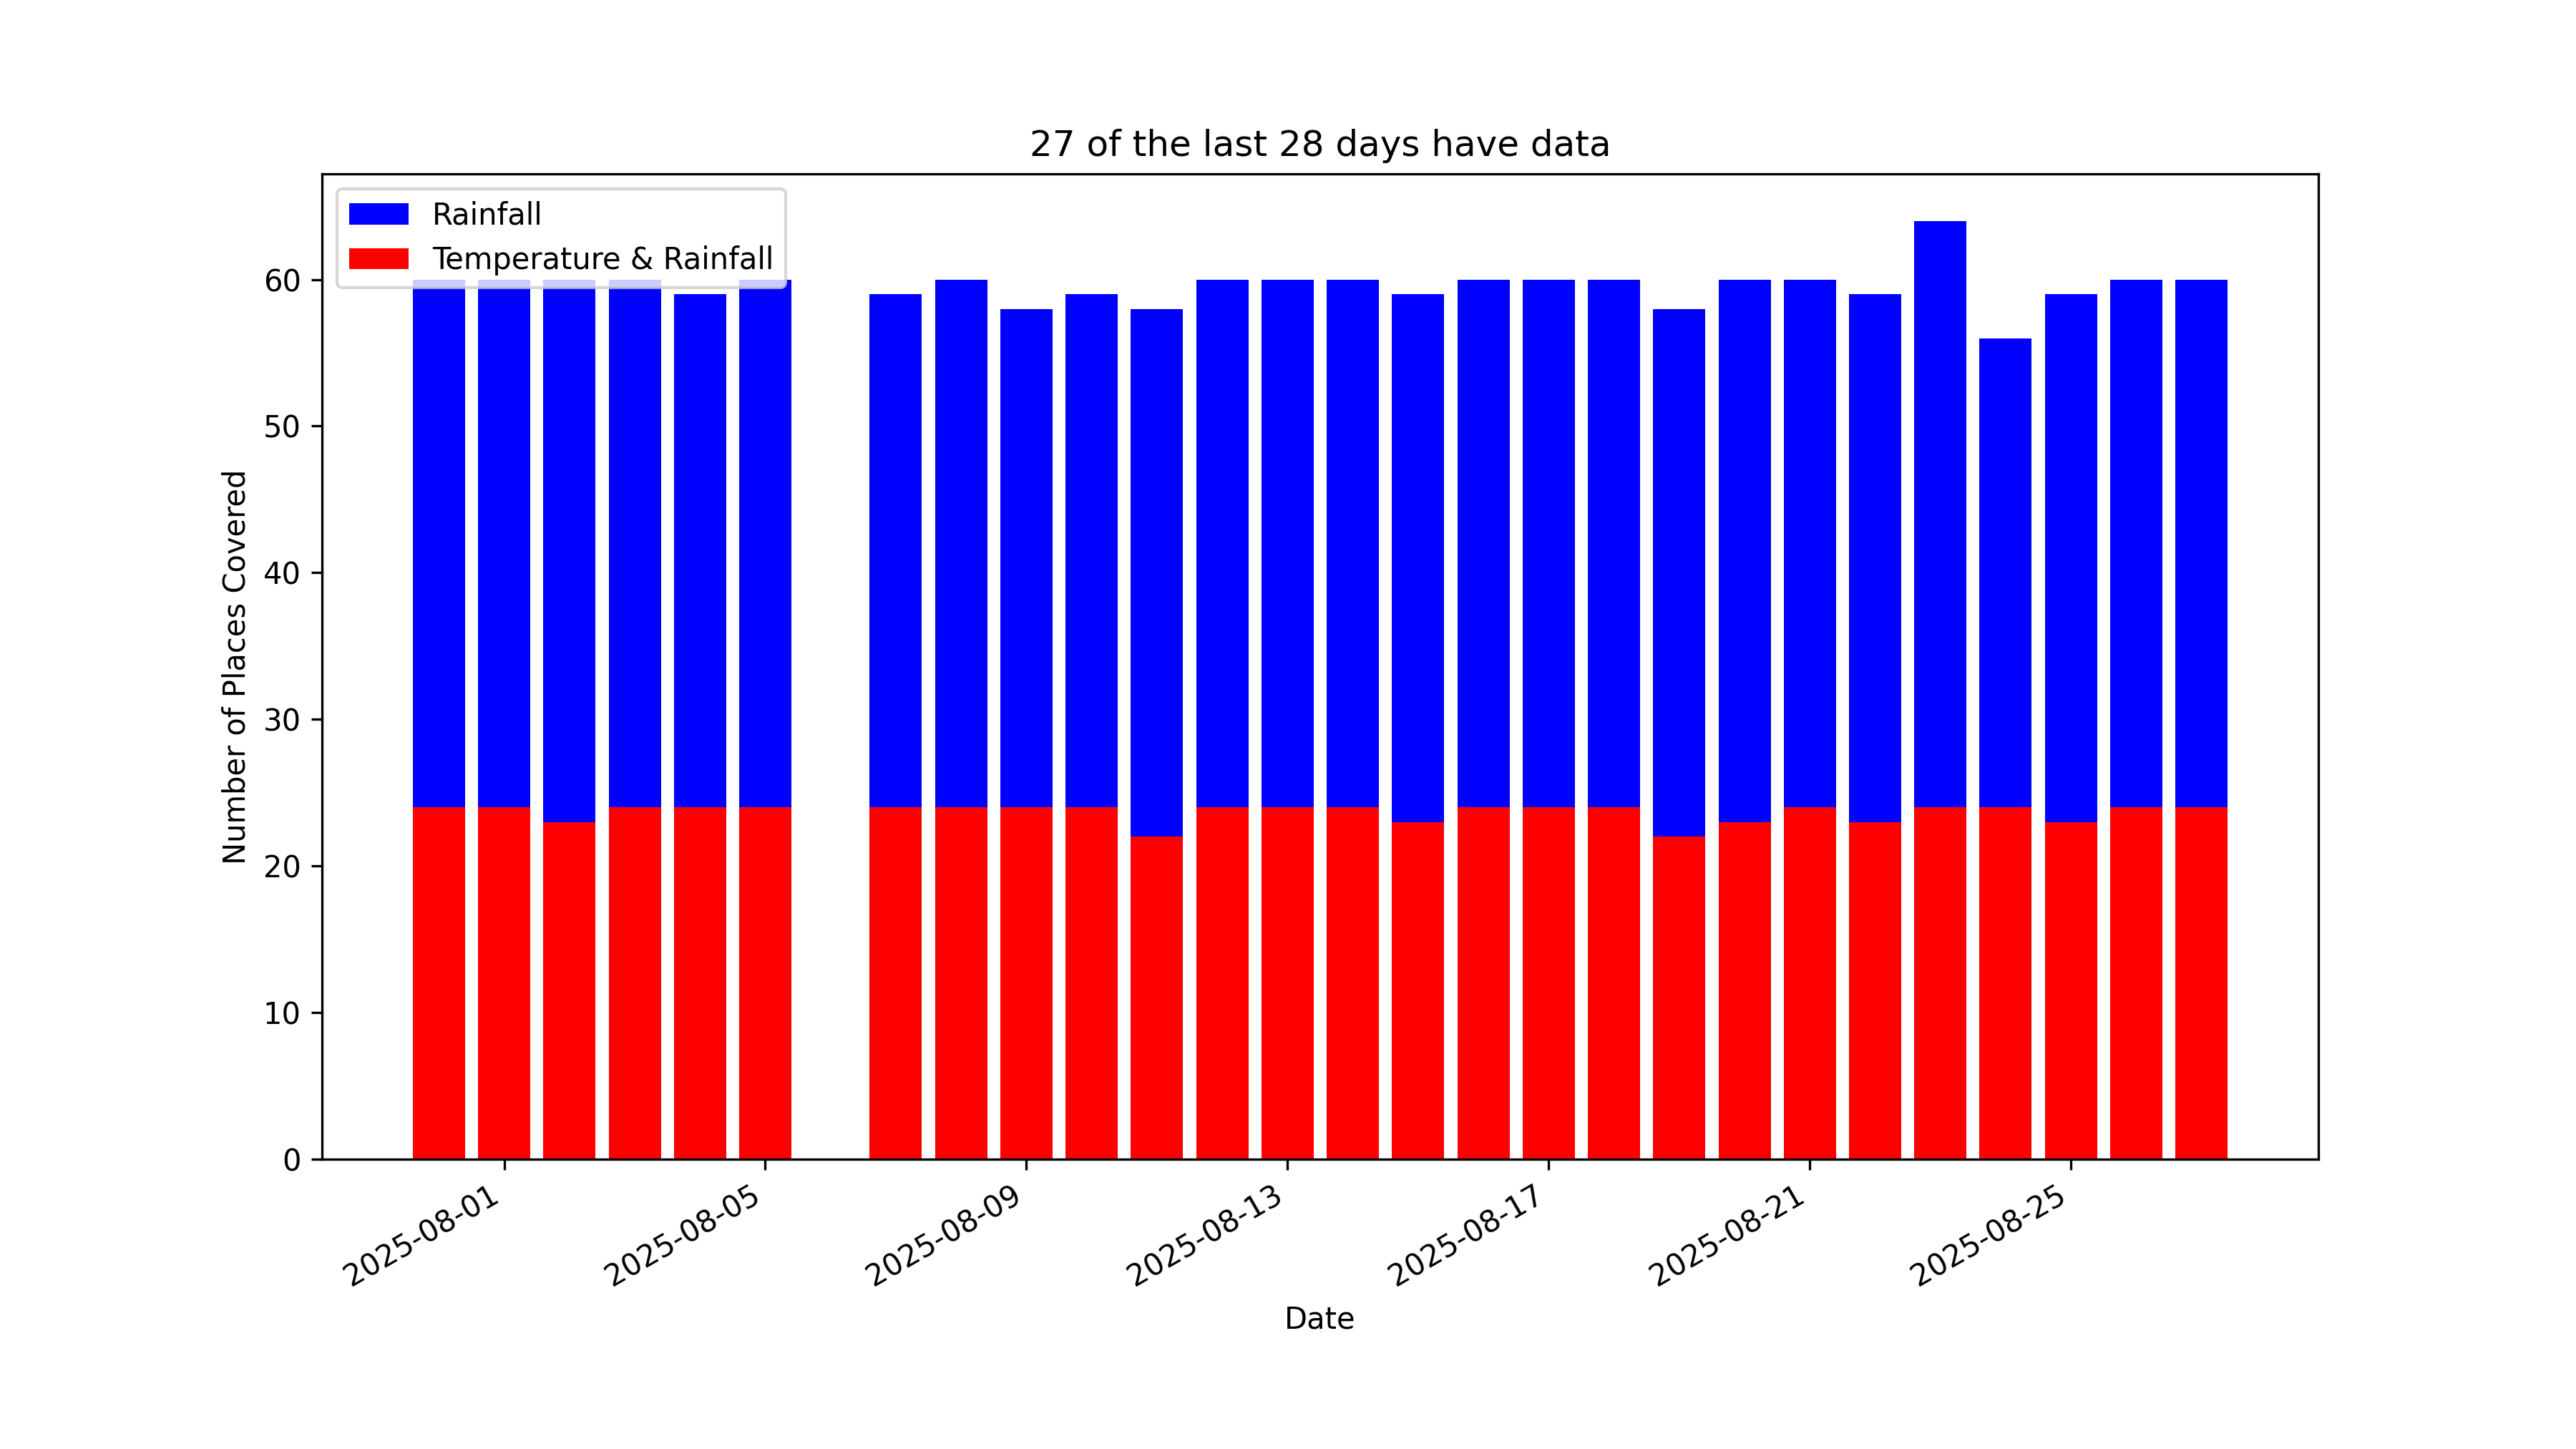 27 of the last 28 days have data
Rainfall
Temperature & Rainfall
Number of Places Covered
60
50
40
30
20
10
0
2025-08-01
2025-08-05
2025-08-09
2025-08-13
2025-08-17
2025-08-21
2025-08-25
Date